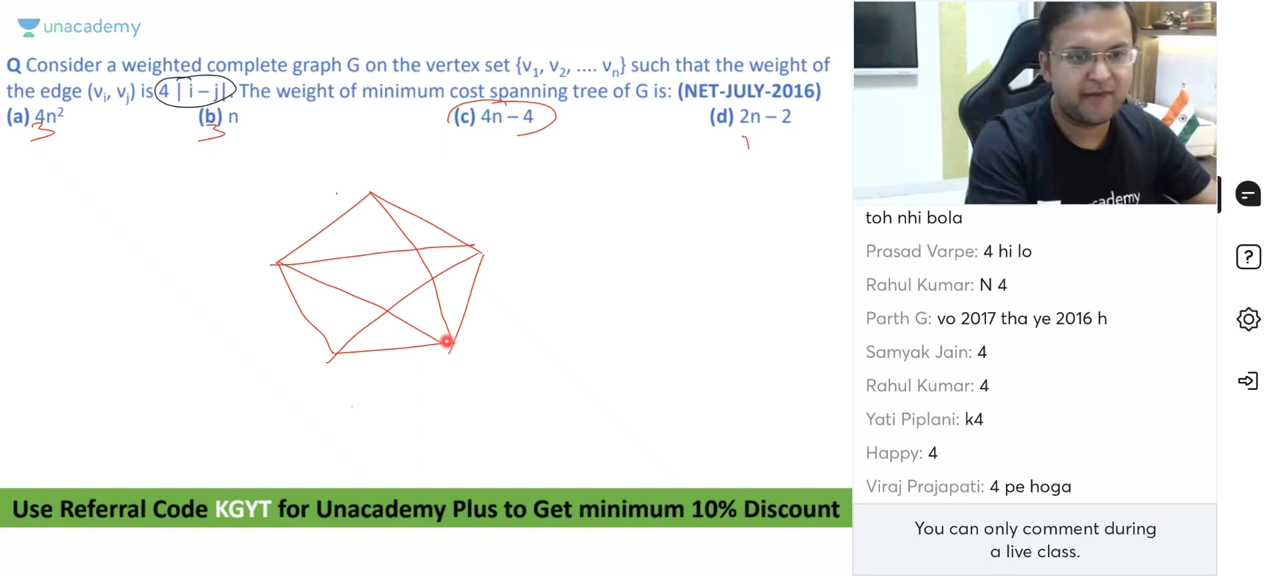 unacademy
Q Consider a weighted complete graph G on the vertex set {v₁, v₂, .... vₙ} such that the weight of
the edge (vᵢ, vⱼ) is 4 | i – j|. The weight of minimum cost spanning tree of G is: (NET-JULY-2016)
(a) 4n² (b) n (c) 4n – 4 (d) 2n – 2
3 3
toh nhi bola
Prasad Varpe: 4 hi lo
Rahul Kumar: N 4
Parth G: vo 2017 tha ye 2016 h
Samyak Jain: 4
Rahul Kumar: 4
Yati Piplani: k4
Happy: 4
Viraj Prajapati: 4 pe hoga
You can only comment during
a live class.
Use Referral Code KGYT for Unacademy Plus to Get minimum 10% Discount